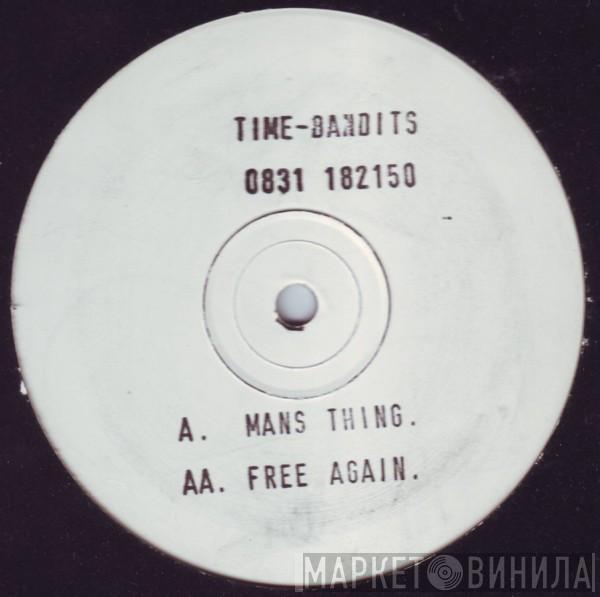 TIME-BANDITS
0831 182150
A. MANS THING.
AA. FREE AGAIN.
МАРКЕТ ВИНИЛА